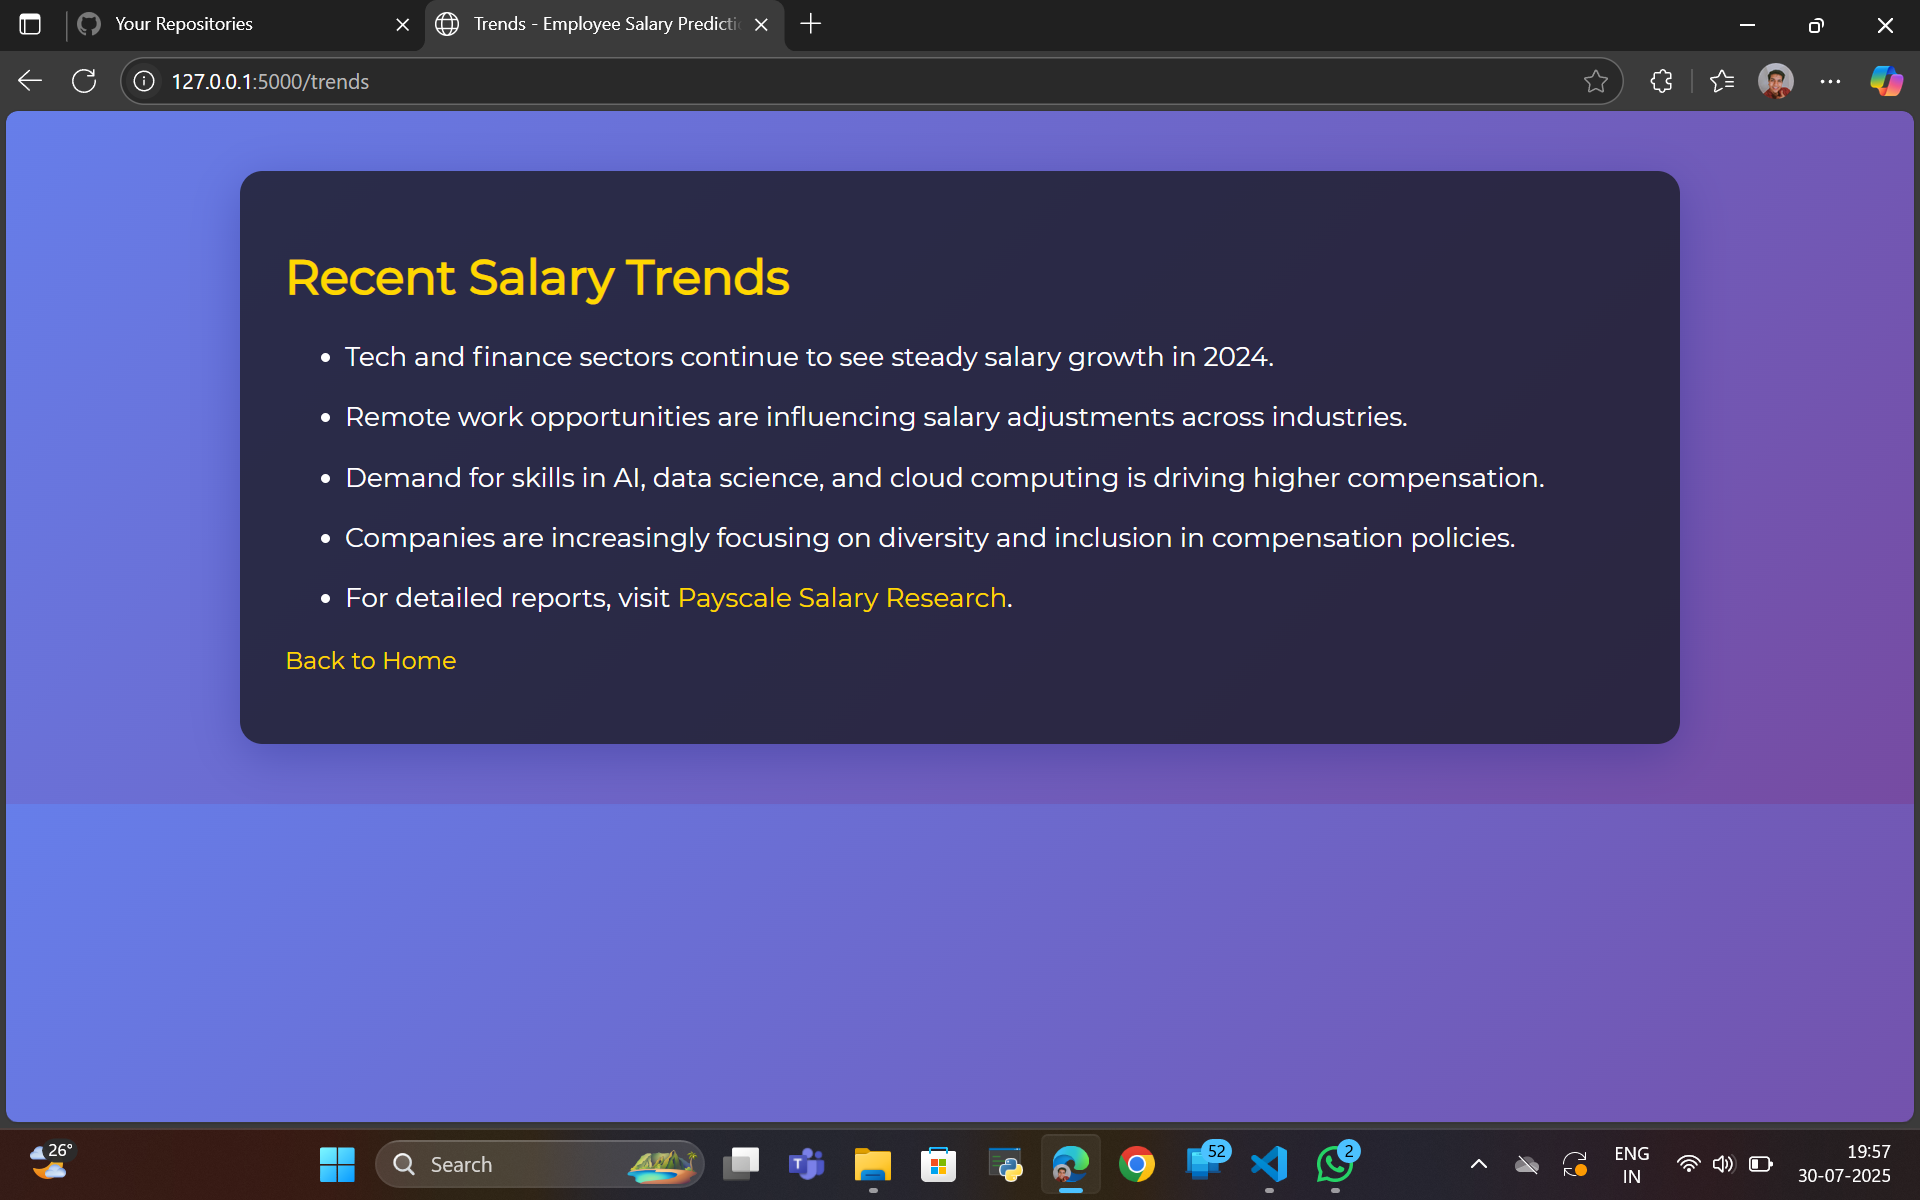 Your Repositories
Trends - Employee Salary Predicti
127.0.0.1:5000/trends
Recent Salary Trends
• Tech and finance sectors continue to see steady salary growth in 2024.
• Remote work opportunities are influencing salary adjustments across industries.
• Demand for skills in AI, data science, and cloud computing is driving higher compensation.
• Companies are increasingly focusing on diversity and inclusion in compensation policies.
• For detailed reports, visit Payscale Salary Research.
Back to Home
26°
Search
52
2
ENG
IN
19:57
30-07-2025